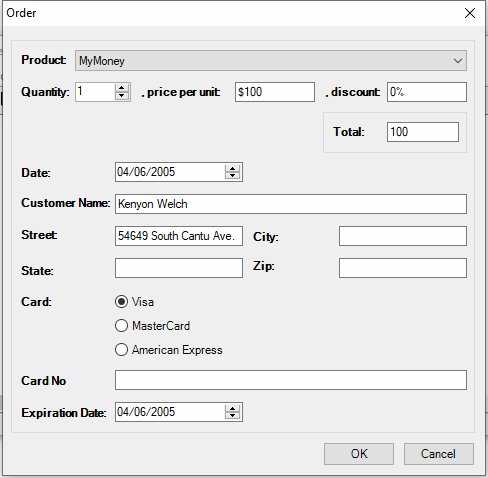 Order
Product: MyMoney
Quantity: 1 , price per unit: $100 , discount: 0%
Total: 100
Date: 04/06/2005
Customer Name: Kenyon Welch
Street: 54649 South Cantu Ave. City:
State: Zip:
Card: Visa
MasterCard
American Express
Card No
Expiration Date: 04/06/2005
OK Cancel